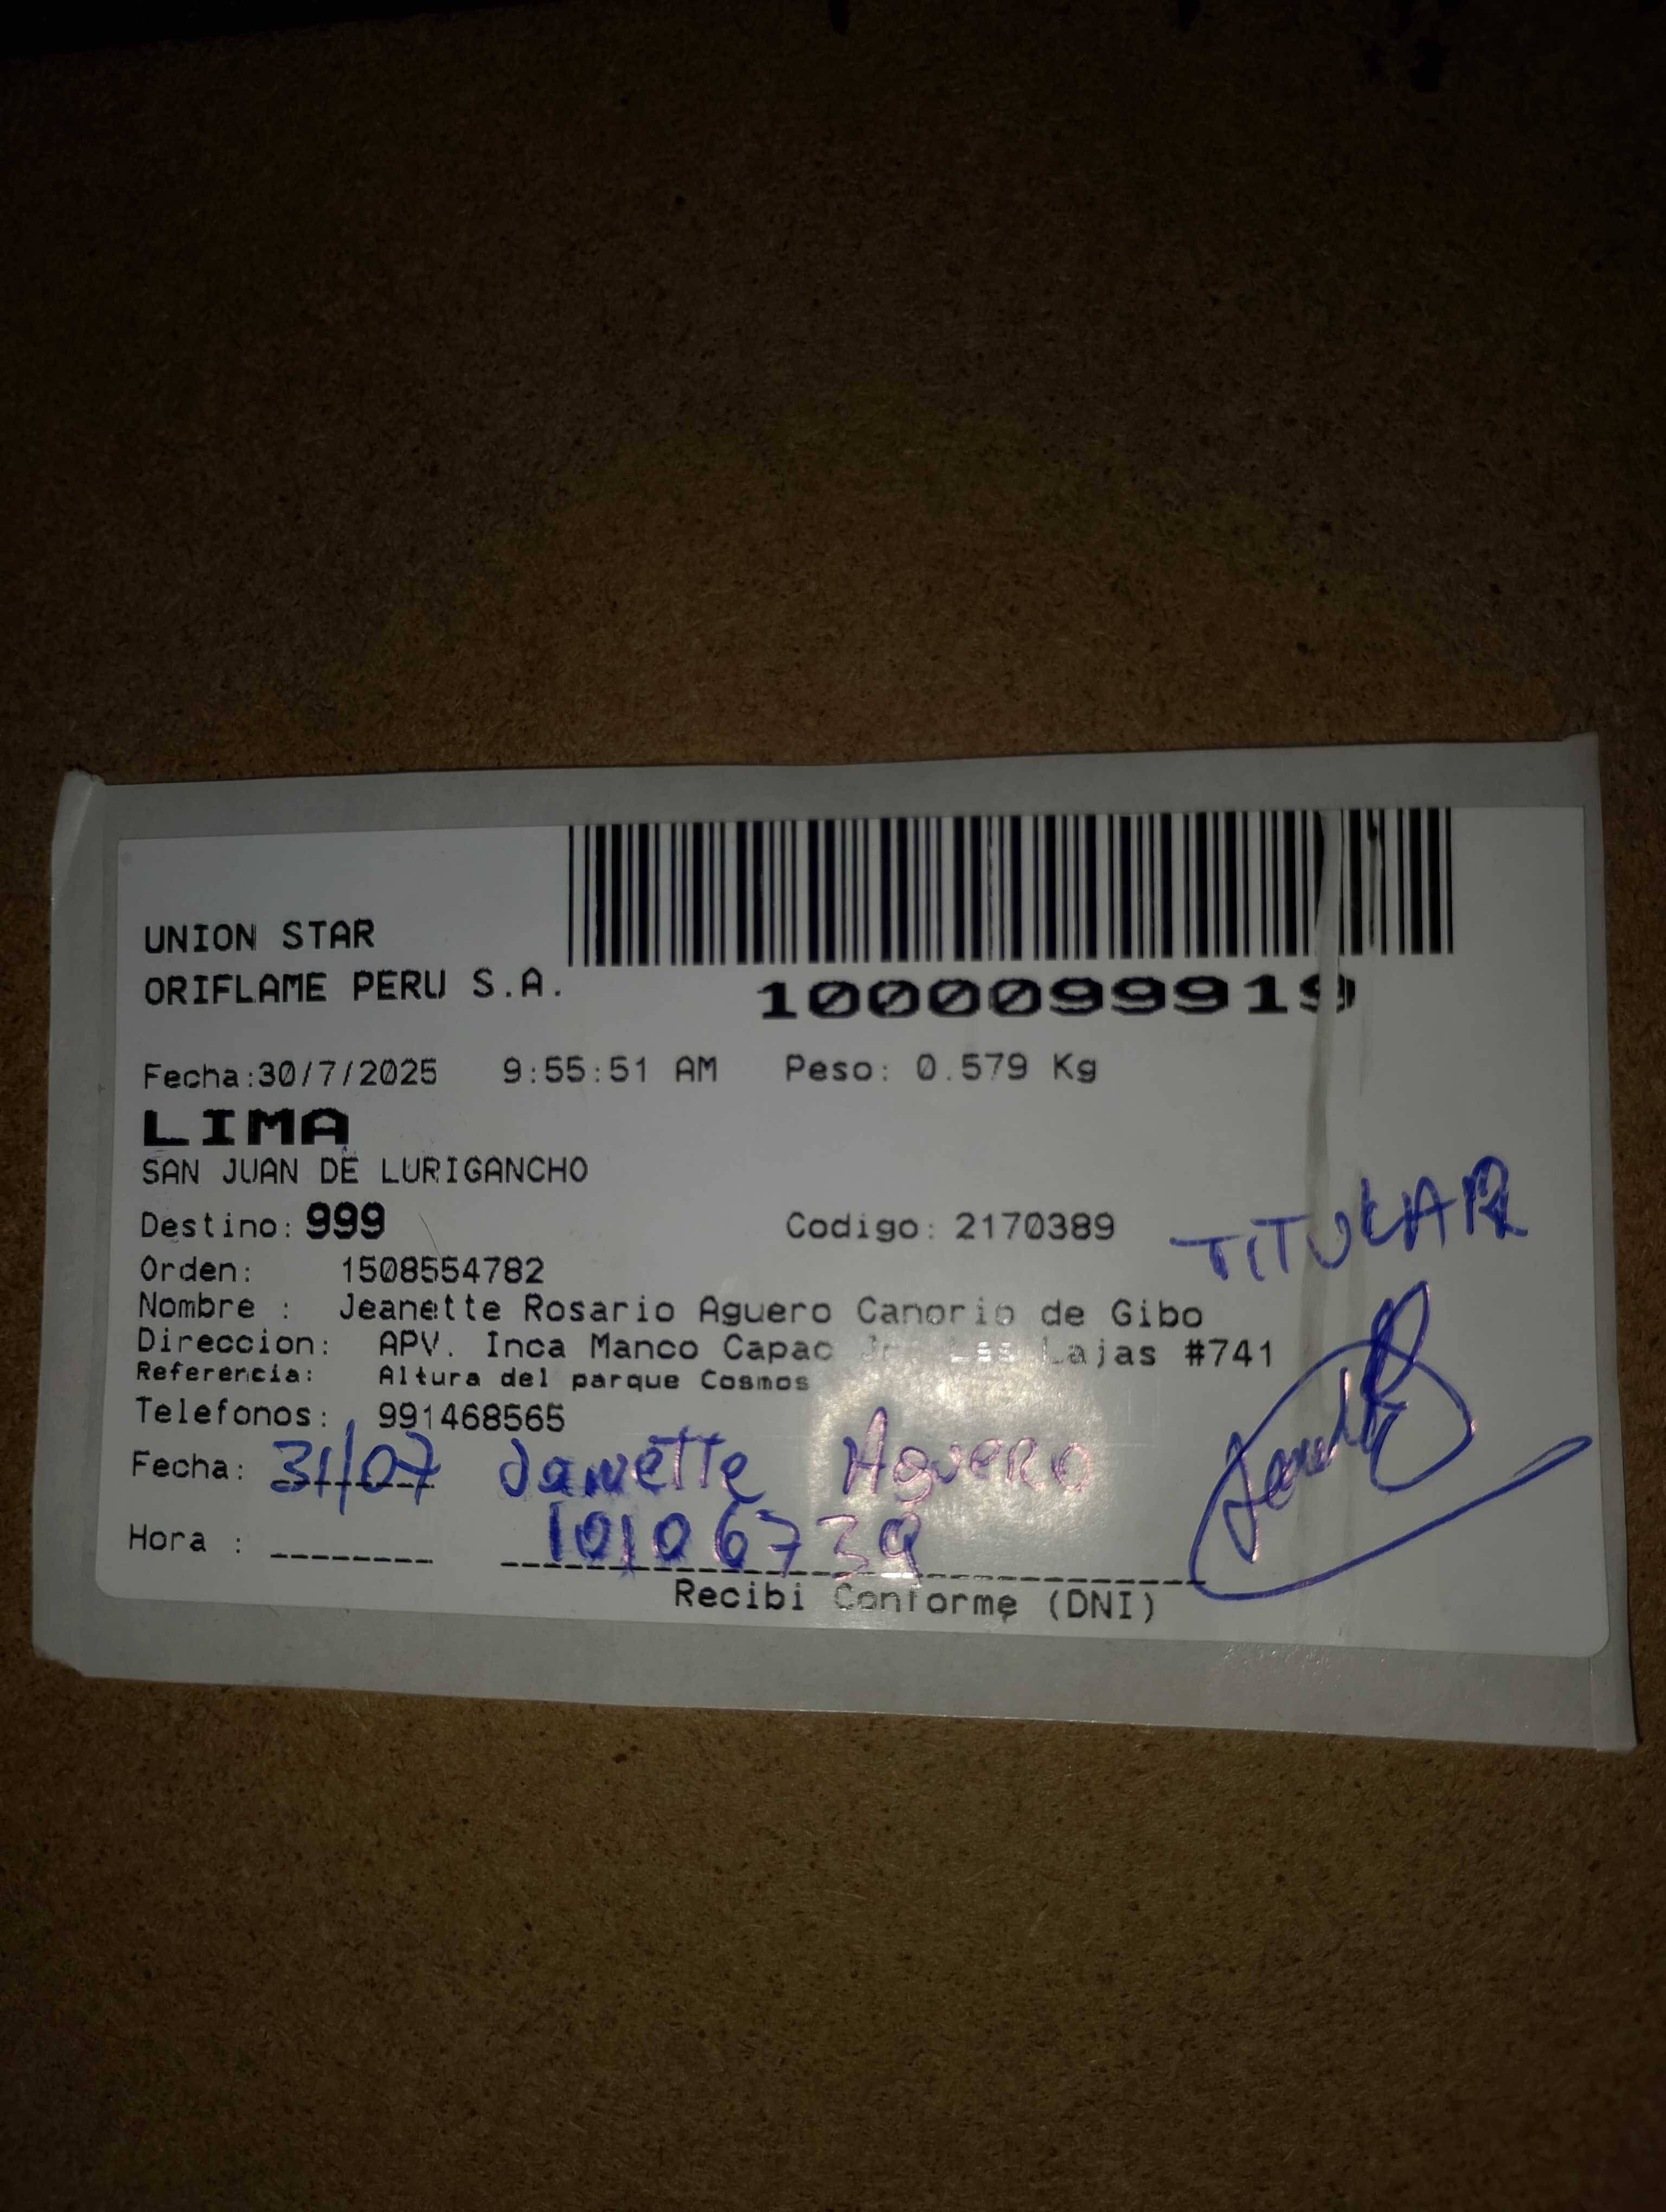 UNION STAR
ORIFLAME PERU S.A.
1000099919
Fecha:30/7/2025 9:55:51 AM Peso: 0.579 Kg
LIMA
SAN JUAN DE LURIGANCHO
Destino: 999 Codigo: 2170389 TITULAR
Orden: 1508554782
Nombre : Jeanette Rosario Aguero Canorio de Gibo
Direccion: APV. Inca Manco Capac Jr. Las Lajas #741
Referencia: Altura del parque Cosmos
Telefonos: 991468565
Fecha: 31/07 Janette Aguero
Hora : 10106739
Recibi Conforme (DNI)